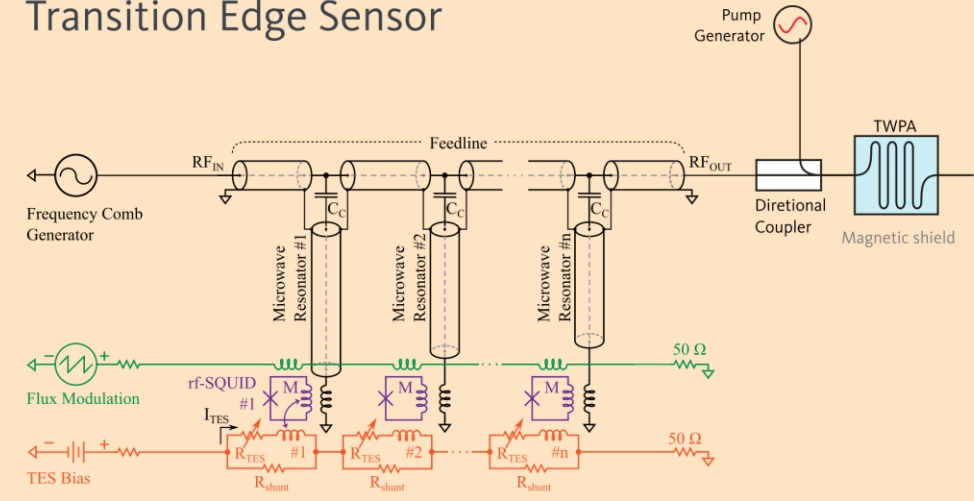 Transition Edge Sensor
Pump
Generator
TWPA
Feedline
RF_IN
RF_OUT
C_C
C_C
C_C
Frequency Comb
Generator
Diretional
Coupler
Magnetic shield
Microwave
Resonator #1
Microwave
Resonator #2
Microwave
Resonator #n
− +
50 Ω
Flux Modulation
rf-SQUID
#1
M
M
M
I_TES
− +
R_TES
#1
R_TES
#2
R_TES
#n
50 Ω
TES Bias
R_shunt
R_shunt
R_shunt